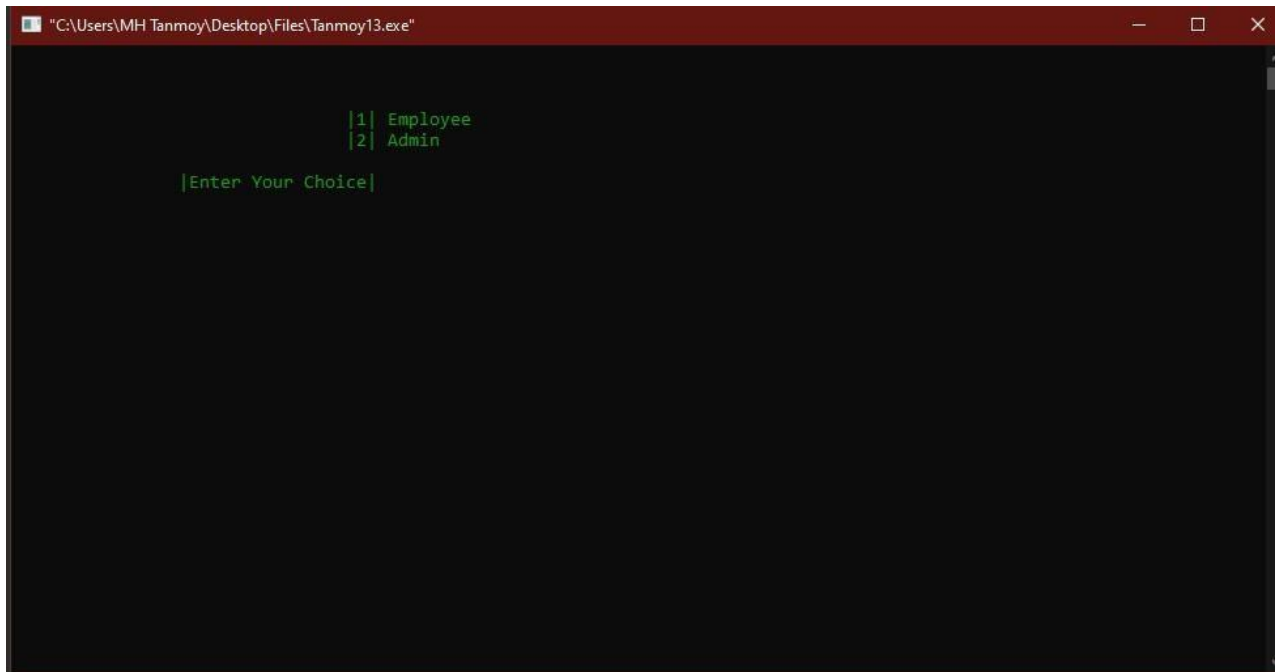 "C:\Users\MH Tanmoy\Desktop\Files\Tanmoy13.exe"
|1| Employee
|2| Admin
|Enter Your Choice|